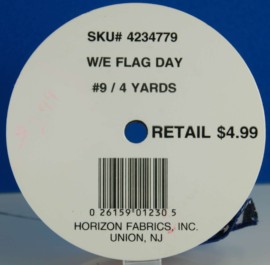 SKU# 4234779
W/E FLAG DAY
#9 / 4 YARDS
RETAIL $4.99
0 26159 01230 5
HORIZON FABRICS, INC.
UNION, NJ